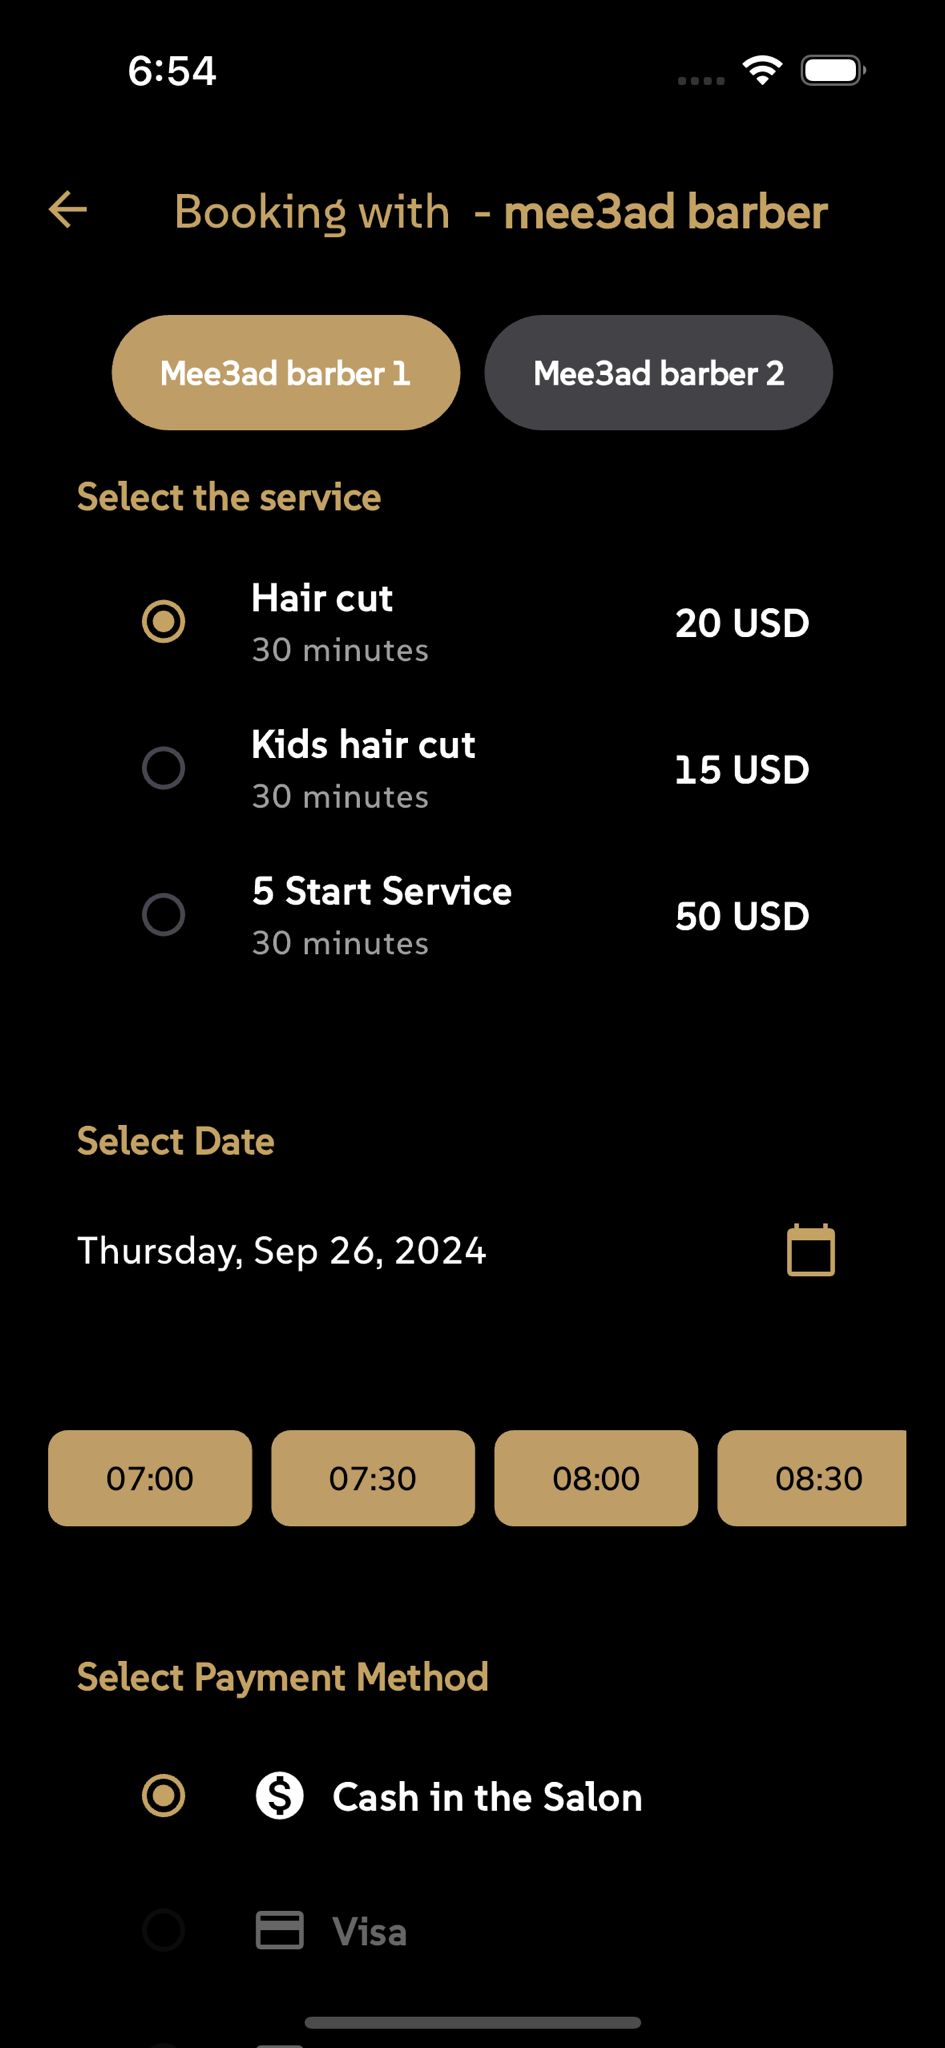 6:54
Booking with - mee3ad barber
Mee3ad barber 1 Mee3ad barber 2
Select the service
Hair cut
30 minutes
20 USD
Kids hair cut
30 minutes
15 USD
5 Start Service
30 minutes
50 USD
Select Date
Thursday, Sep 26, 2024
07:00 07:30 08:00 08:30
Select Payment Method
Cash in the Salon
Visa